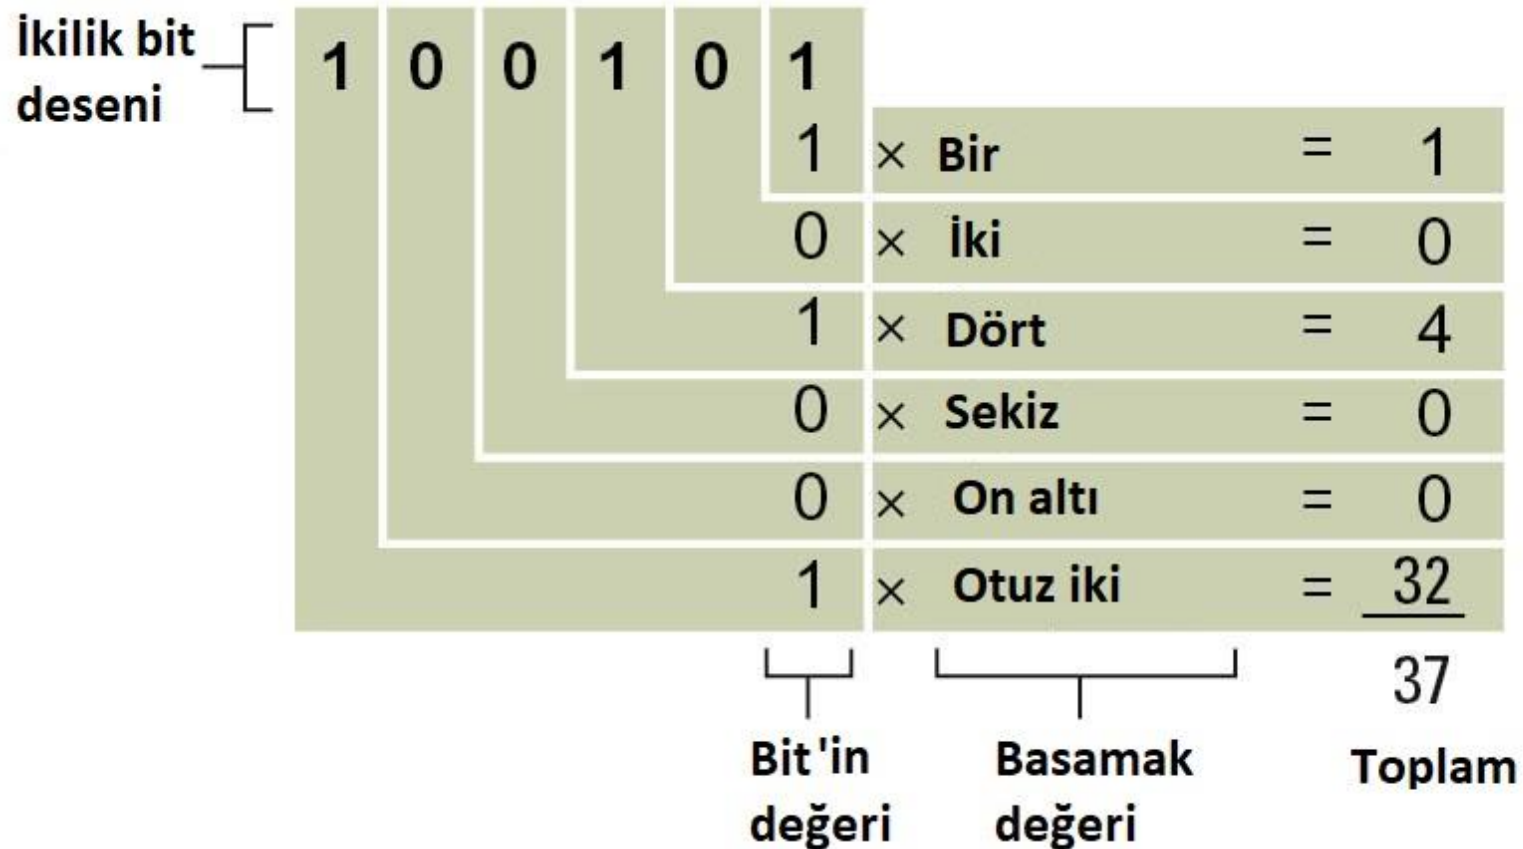 İkilik bit
deseni
1 0 0 1 0 1
1 × Bir = 1
0 × İki = 0
1 × Dört = 4
0 × Sekiz = 0
0 × On altı = 0
1 × Otuz iki = 32
37
Bit'in
değeri
Basamak
değeri
Toplam